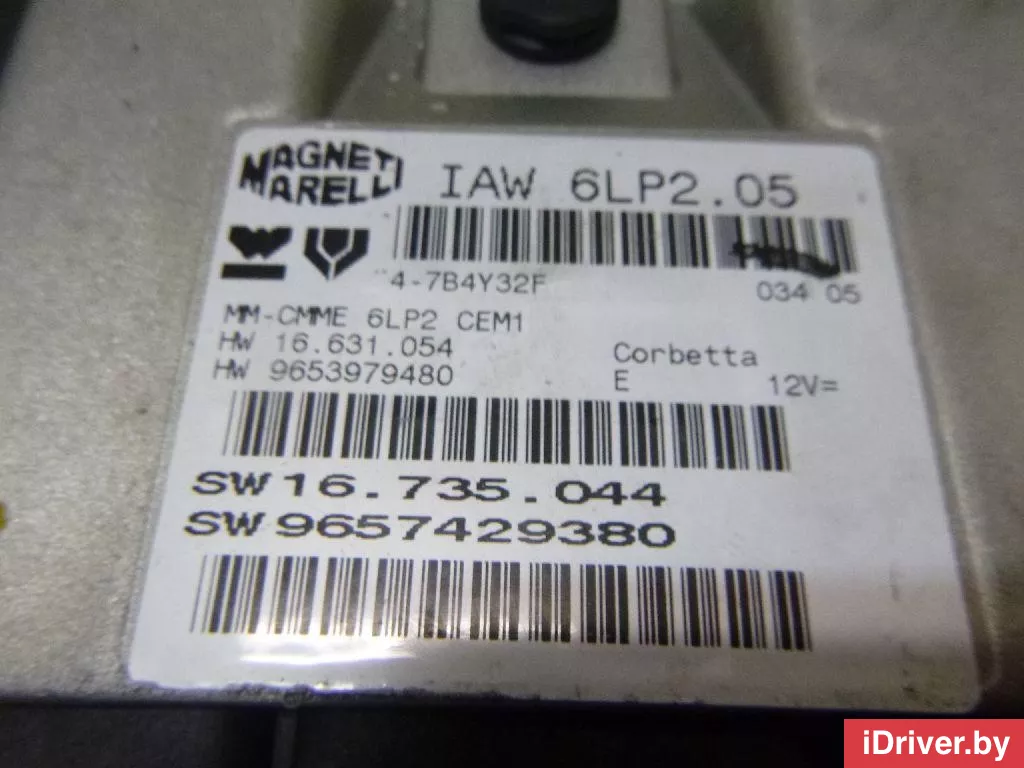 MAGNETI
MARELLI
IAW 6LP2.05
4-7B4Y32F
034 05
MM-CMME 6LP2 CEM1
HW 16.631.054
HW 9653979480
Corbetta
E 12V=
SW 16.735.044
SW 9657429380
iDriver.by